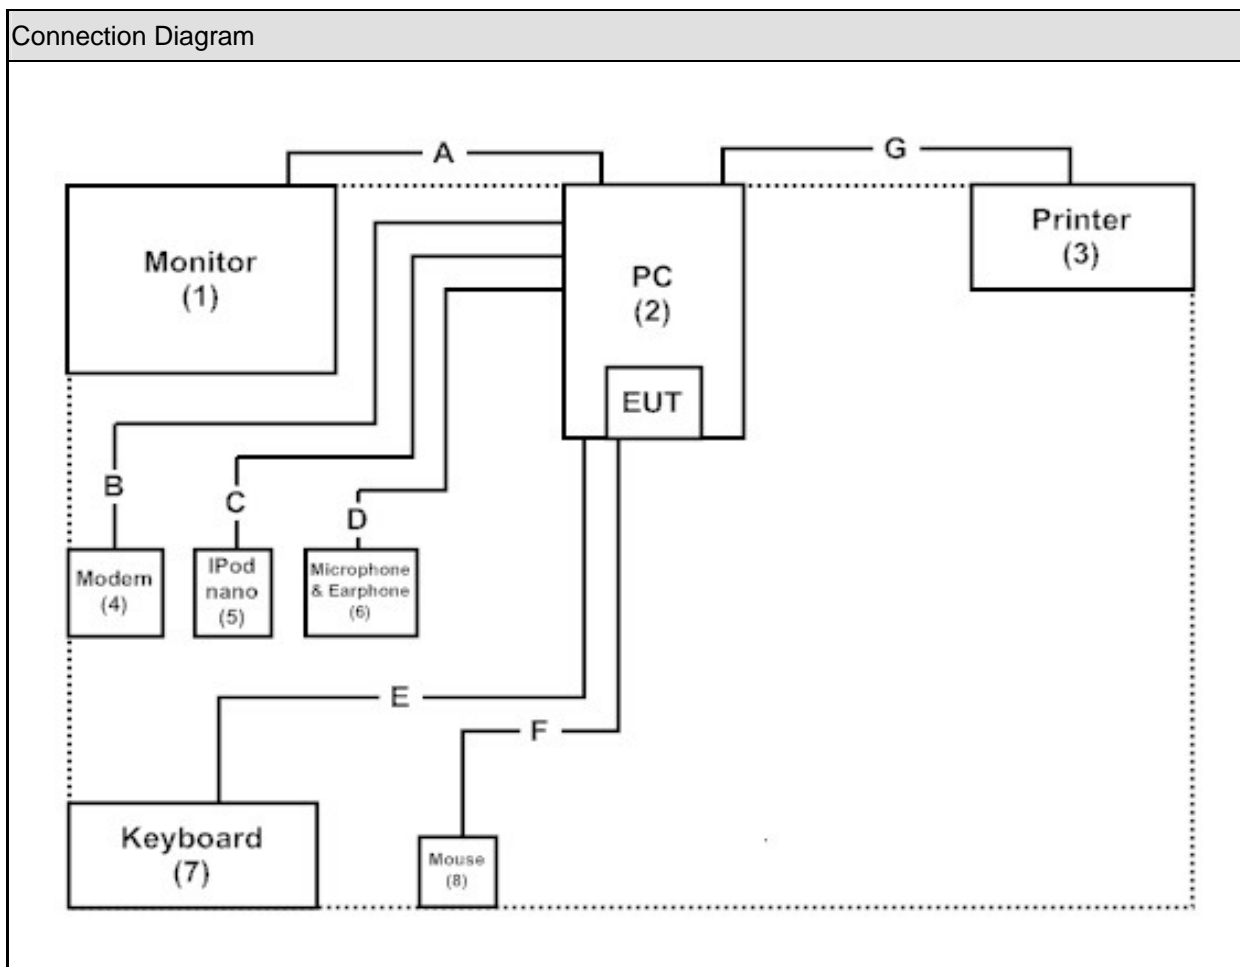 Connection Diagram
A
G
Monitor
(1)
PC
(2)
Printer
(3)
EUT
B
C
D
Modem
(4)
IPod
nano
(5)
Microphone
& Earphone
(6)
E
F
Keyboard
(7)
Mouse
(8)